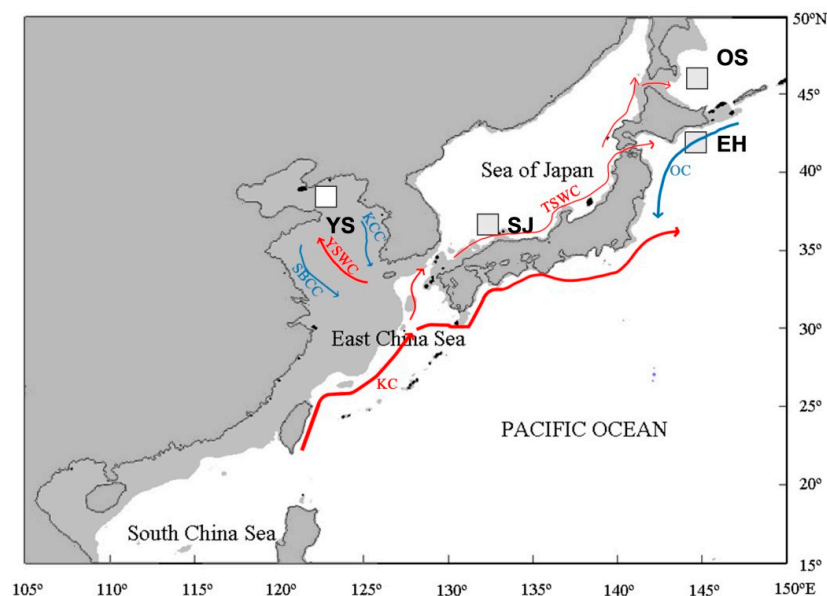 50°N
OS
45°
EH
Sea of Japan
OC
40°
TSWC
YS
KCC
SJ
YSWC
35°
SBCC
30°
East China Sea
KC
25°
PACIFIC OCEAN
20°
South China Sea
15°
105°
110°
115°
120°
125°
130°
135°
140°
145°
150°E